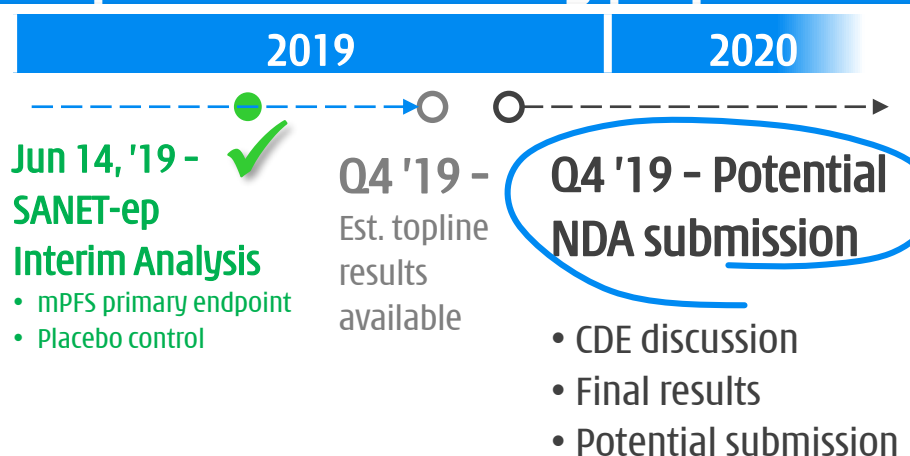 2019
2020
Jun 14, '19 –
SANET-ep
Interim Analysis
• mPFS primary endpoint
• Placebo control
Q4 '19 –
Est. topline
results
available
Q4 '19 – Potential
NDA submission
• CDE discussion
• Final results
• Potential submission